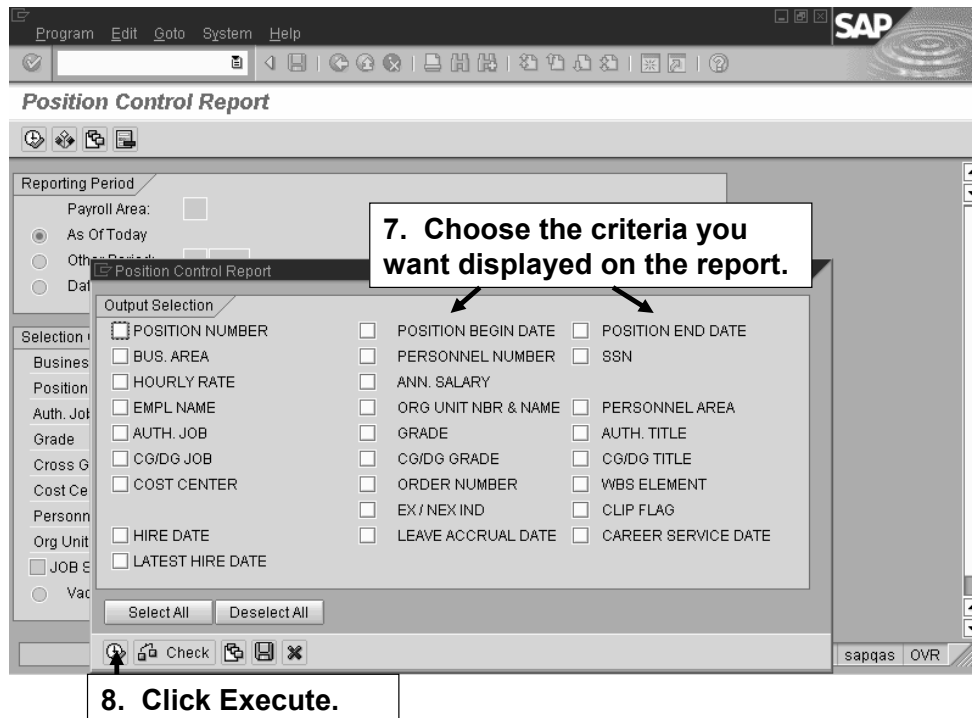 Program Edit Goto System Help
SAP
Position Control Report
Reporting Period
Payroll Area:
As Of Today
7. Choose the criteria you
want displayed on the report.
Position Control Report
Output Selection
POSITION NUMBER POSITION BEGIN DATE POSITION END DATE
Selection
BUS. AREA PERSONNEL NUMBER SSN
Busines
HOURLY RATE ANN. SALARY
Position
EMPL NAME ORG UNIT NBR & NAME PERSONNEL AREA
Auth. Job
AUTH. JOB GRADE AUTH. TITLE
Grade
CG/DG JOB CG/DG GRADE CG/DG TITLE
Cross G
COST CENTER ORDER NUMBER WBS ELEMENT
Cost Ce
EX / NEX IND CLIP FLAG
Personn
HIRE DATE LEAVE ACCRUAL DATE CAREER SERVICE DATE
Org Unit
LATEST HIRE DATE
JOB S
Vac
Select All Deselect All
Check
sapqas OVR
8. Click Execute.